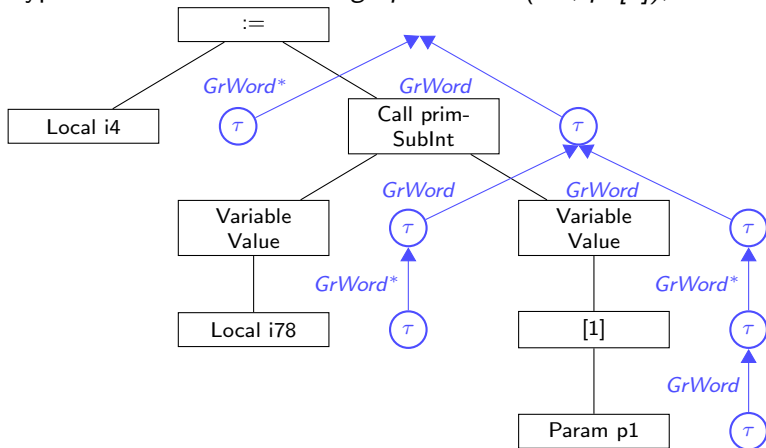 :=
GrWord*
GrWord
Local i4
τ
Call prim-
SubInt
τ
GrWord
GrWord
Variable
Value
τ
Variable
Value
τ
GrWord*
GrWord*
Local i78
τ
[1]
τ
GrWord
Param p1
τ